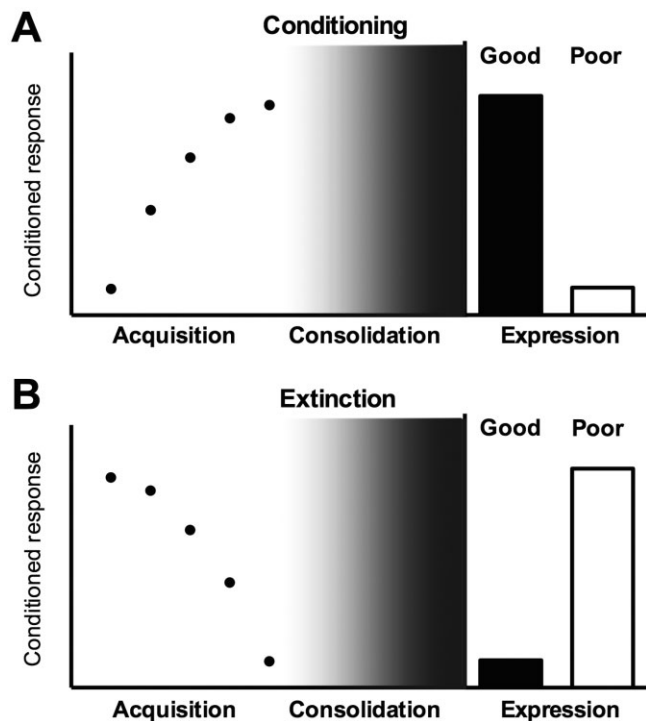 A
Conditioning
Good Poor
Conditioned response
Acquisition Consolidation Expression
B
Extinction
Good Poor
Conditioned response
Acquisition Consolidation Expression